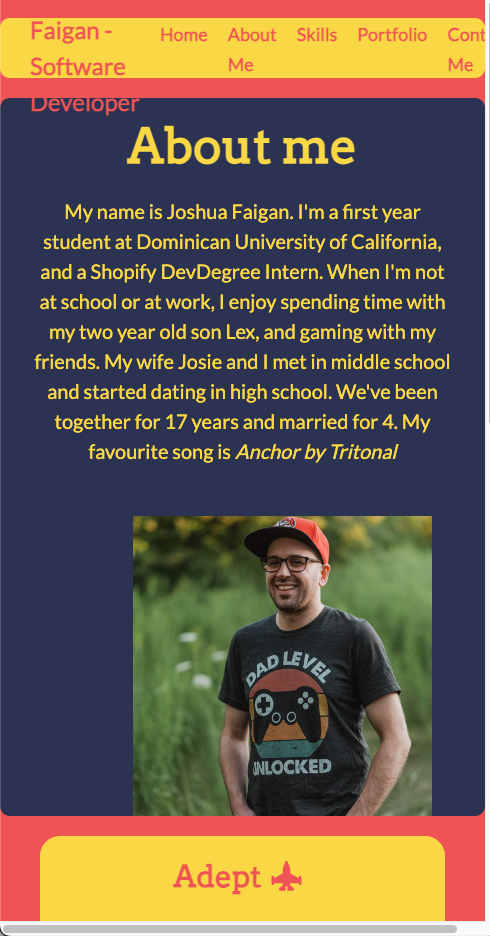 Faigan -
Software
Developer
Home
About
Me
Skills
Portfolio
Cont
Me
About me
My name is Joshua Faigan. I'm a first year
student at Dominican University of California,
and a Shopify DevDegree Intern. When I'm not
at school or at work, I enjoy spending time with
my two year old son Lex, and gaming with my
friends. My wife Josie and I met in middle school
and started dating in high school. We've been
together for 17 years and married for 4. My
favourite song is Anchor by Tritonal
DAD LEVEL
UNLOCKED
Adept